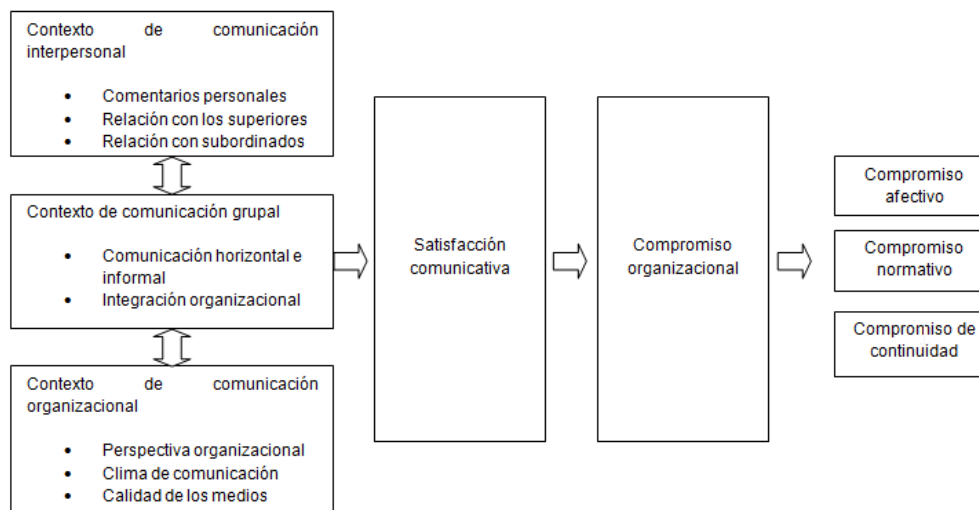 Contexto de comunicación
interpersonal
• Comentarios personales
• Relación con los superiores
• Relación con subordinados
Contexto de comunicación grupal
• Comunicación horizontal e
informal
• Integración organizacional
Contexto de comunicación
organizacional
• Perspectiva organizacional
• Clima de comunicación
• Calidad de los medios
Satisfacción
comunicativa
Compromiso
organizacional
Compromiso
afectivo
Compromiso
normativo
Compromiso de
continuidad